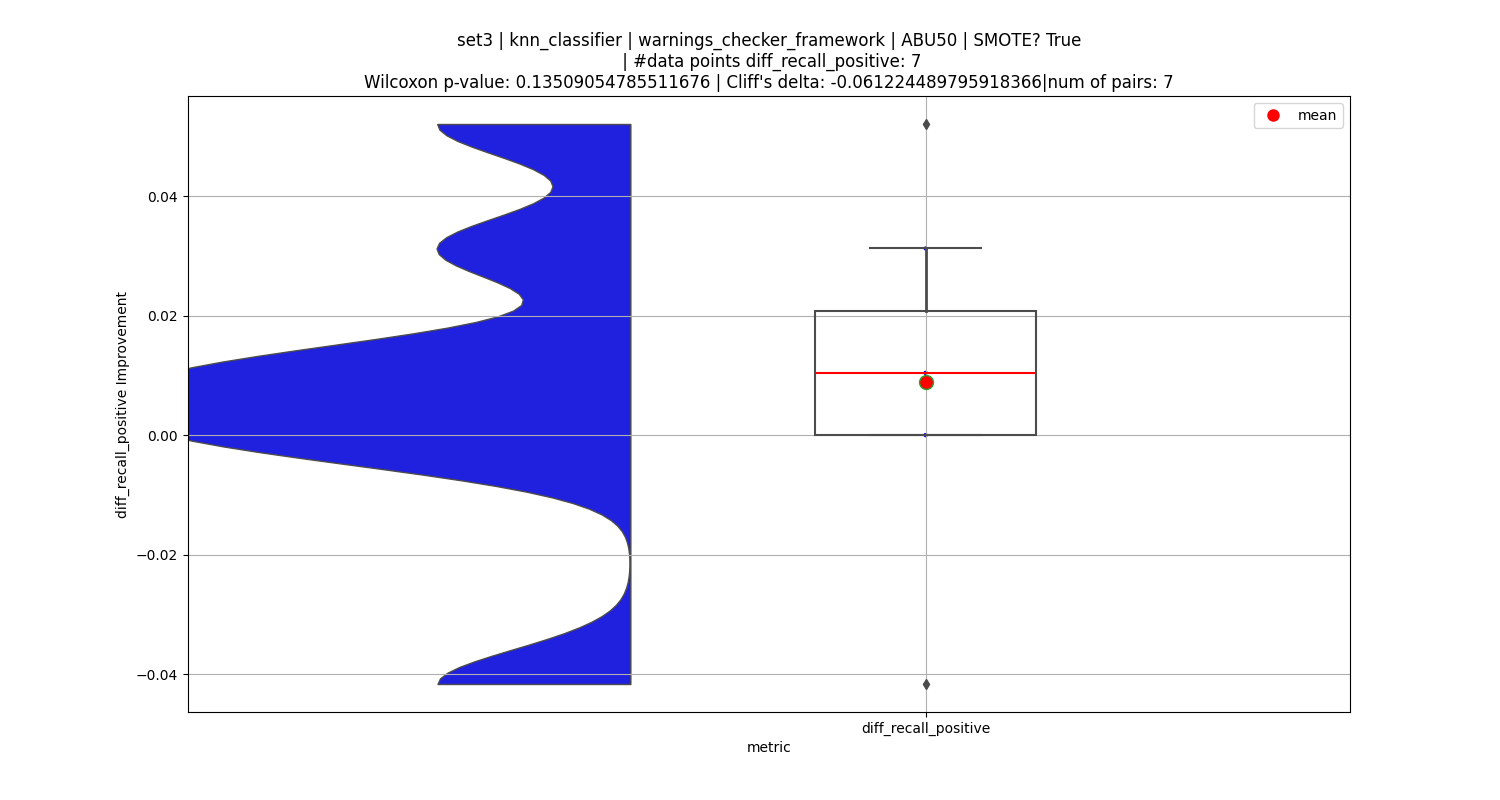 set3 | knn_classifier | warnings_checker_framework | ABU50 | SMOTE? True
| #data points diff_recall_positive: 7
Wilcoxon p-value: 0.13509054785511676 | Cliff's delta: -0.061224489795918366|num of pairs: 7
mean
0.04
0.02
0.00
−0.02
−0.04
diff_recall_positive Improvement
diff_recall_positive
metric